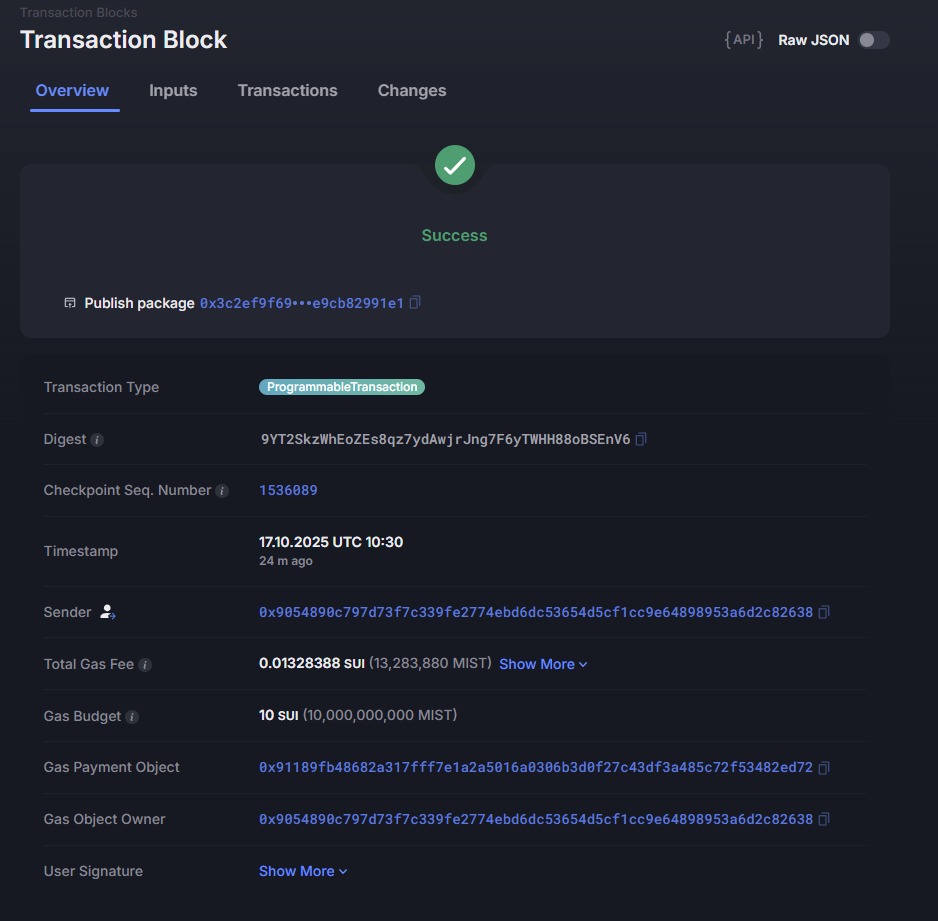 Transaction Blocks
Transaction Block
{API} Raw JSON
Overview Inputs Transactions Changes
Success
Publish package 0x3c2ef9f69•••e9cb82991e1
Transaction Type ProgrammableTransaction
Digest 9YT2SkzWhEoZEs8qz7ydAwjrJng7F6yTWHH88oBSEnV6
Checkpoint Seq. Number 1536089
Timestamp 17.10.2025 UTC 10:30
24 m ago
Sender 0x9054890c797d73f7c339fe2774ebd6dc53654d5cf1cc9e64898953a6d2c82638
Total Gas Fee 0.01328388 SUI (13,283,880 MIST) Show More
Gas Budget 10 SUI (10,000,000,000 MIST)
Gas Payment Object 0x91189fb48682a317fff7e1a2a5016a0306b3d0f27c43df3a485c72f53482ed72
Gas Object Owner 0x9054890c797d73f7c339fe2774ebd6dc53654d5cf1cc9e64898953a6d2c82638
User Signature Show More